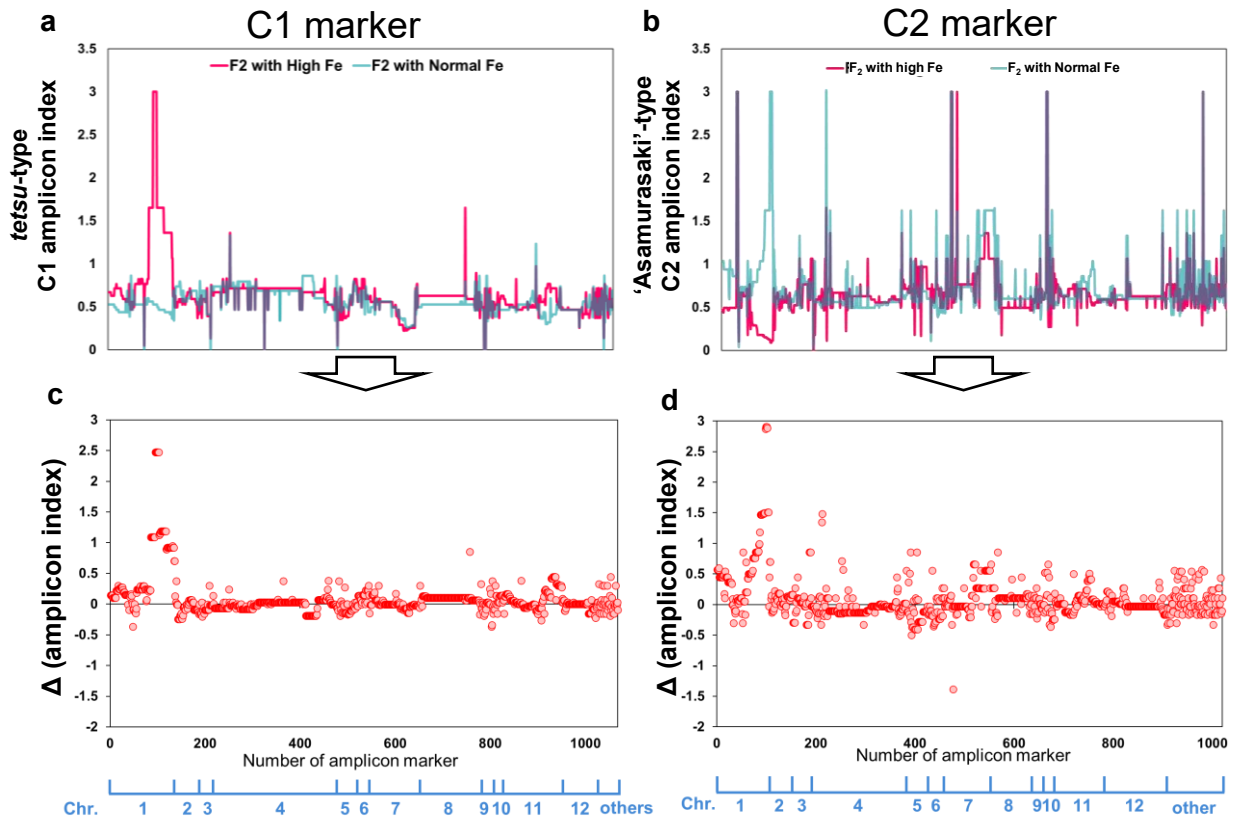 a
C1 marker
b
C2 marker
3.5
3
2.5
2
1.5
1
0.5
0
F2 with High Fe
F2 with Normal Fe
tetsu-type
C1 amplicon index
3.5
3
2.5
2
1.5
1
0.5
0
F₂ with high Fe
F₂ with Normal Fe
‘Asamurasaki’-type
C2 amplicon index
c
3
2.5
2
1.5
1
0.5
0
-0.5
-1
-1.5
-2
Δ (amplicon index)
0 200 400 600 800 1000
Number of amplicon marker
Chr. 1 2 3 4 5 6 7 8 9 10 11 12 others
d
3
2.5
2
1.5
1
0.5
0
-0.5
-1
-1.5
-2
Δ (amplicon index)
0 200 400 600 800 1000
Number of amplicon marker
Chr. 1 2 3 4 5 6 7 8 9 10 11 12 other